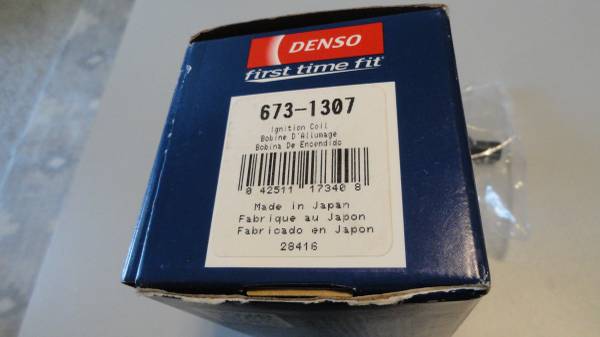 DENSO
first time fit®
673-1307
Ignition Coil
Bobine D'Allumage
Bobina De Encendido
0 42511 17340 8
Made in Japan
Fabrique au Japon
Fabricado en Japon
28416